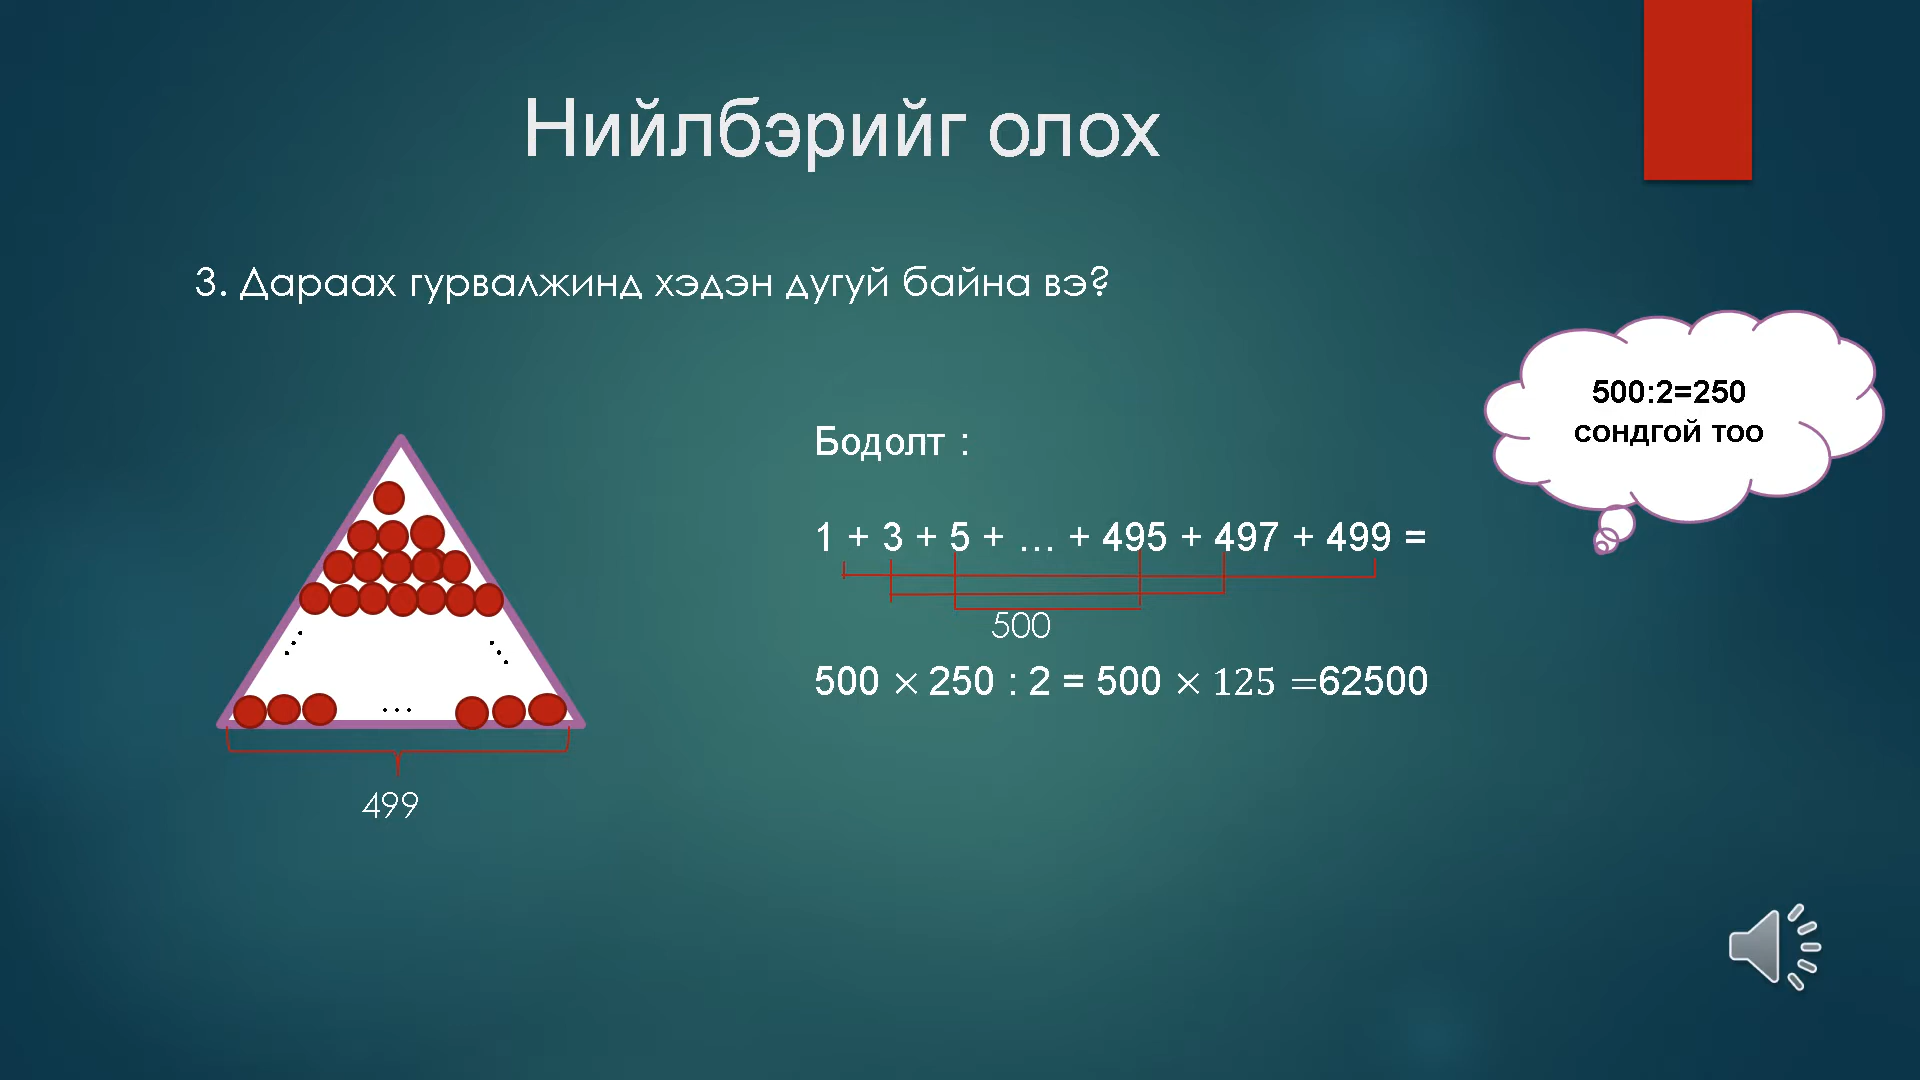 Нийлбэрийг олох
3. Дараах гурвалжинд хэдэн дугуй байна вэ?
500:2=250
сондгой тоо
Бодолт :
1 + 3 + 5 + … + 495 + 497 + 499 =
500
500 × 250 : 2 = 500 × 125 =62500
…
499